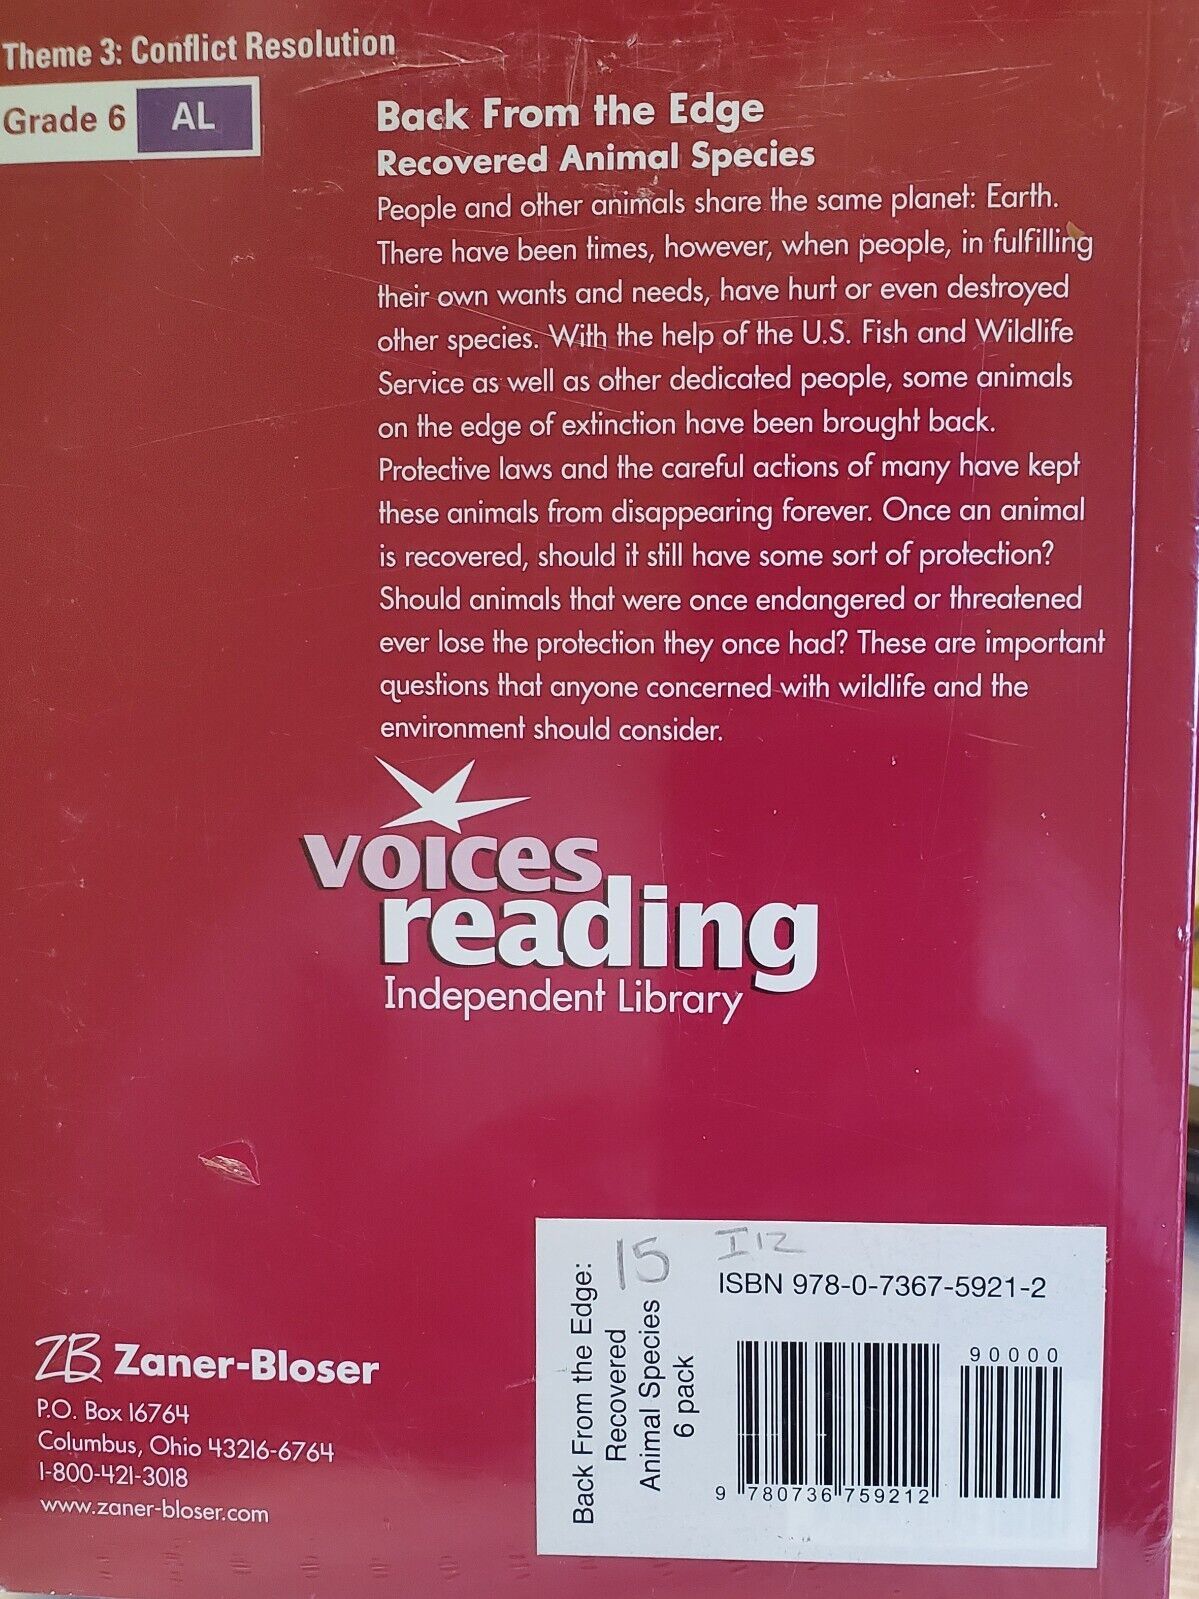 Theme 3: Conflict Resolution
Grade 6 AL
Back From the Edge
Recovered Animal Species
People and other animals share the same planet: Earth.
There have been times, however, when people, in fulfilling
their own wants and needs, have hurt or even destroyed
other species. With the help of the U.S. Fish and Wildlife
Service as well as other dedicated people, some animals
on the edge of extinction have been brought back.
Protective laws and the careful actions of many have kept
these animals from disappearing forever. Once an animal
is recovered, should it still have some sort of protection?
Should animals that were once endangered or threatened
ever lose the protection they once had? These are important
questions that anyone concerned with wildlife and the
environment should consider.
voices
reading
Independent Library
ZB Zaner-Bloser
P.O. Box 16764
Columbus, Ohio 43216-6764
1-800-421-3018
www.zaner-bloser.com
Back From the Edge:
Recovered
Animal Species
6 pack
15
I12
ISBN 978-0-7367-5921-2
90000
9 780736 759212